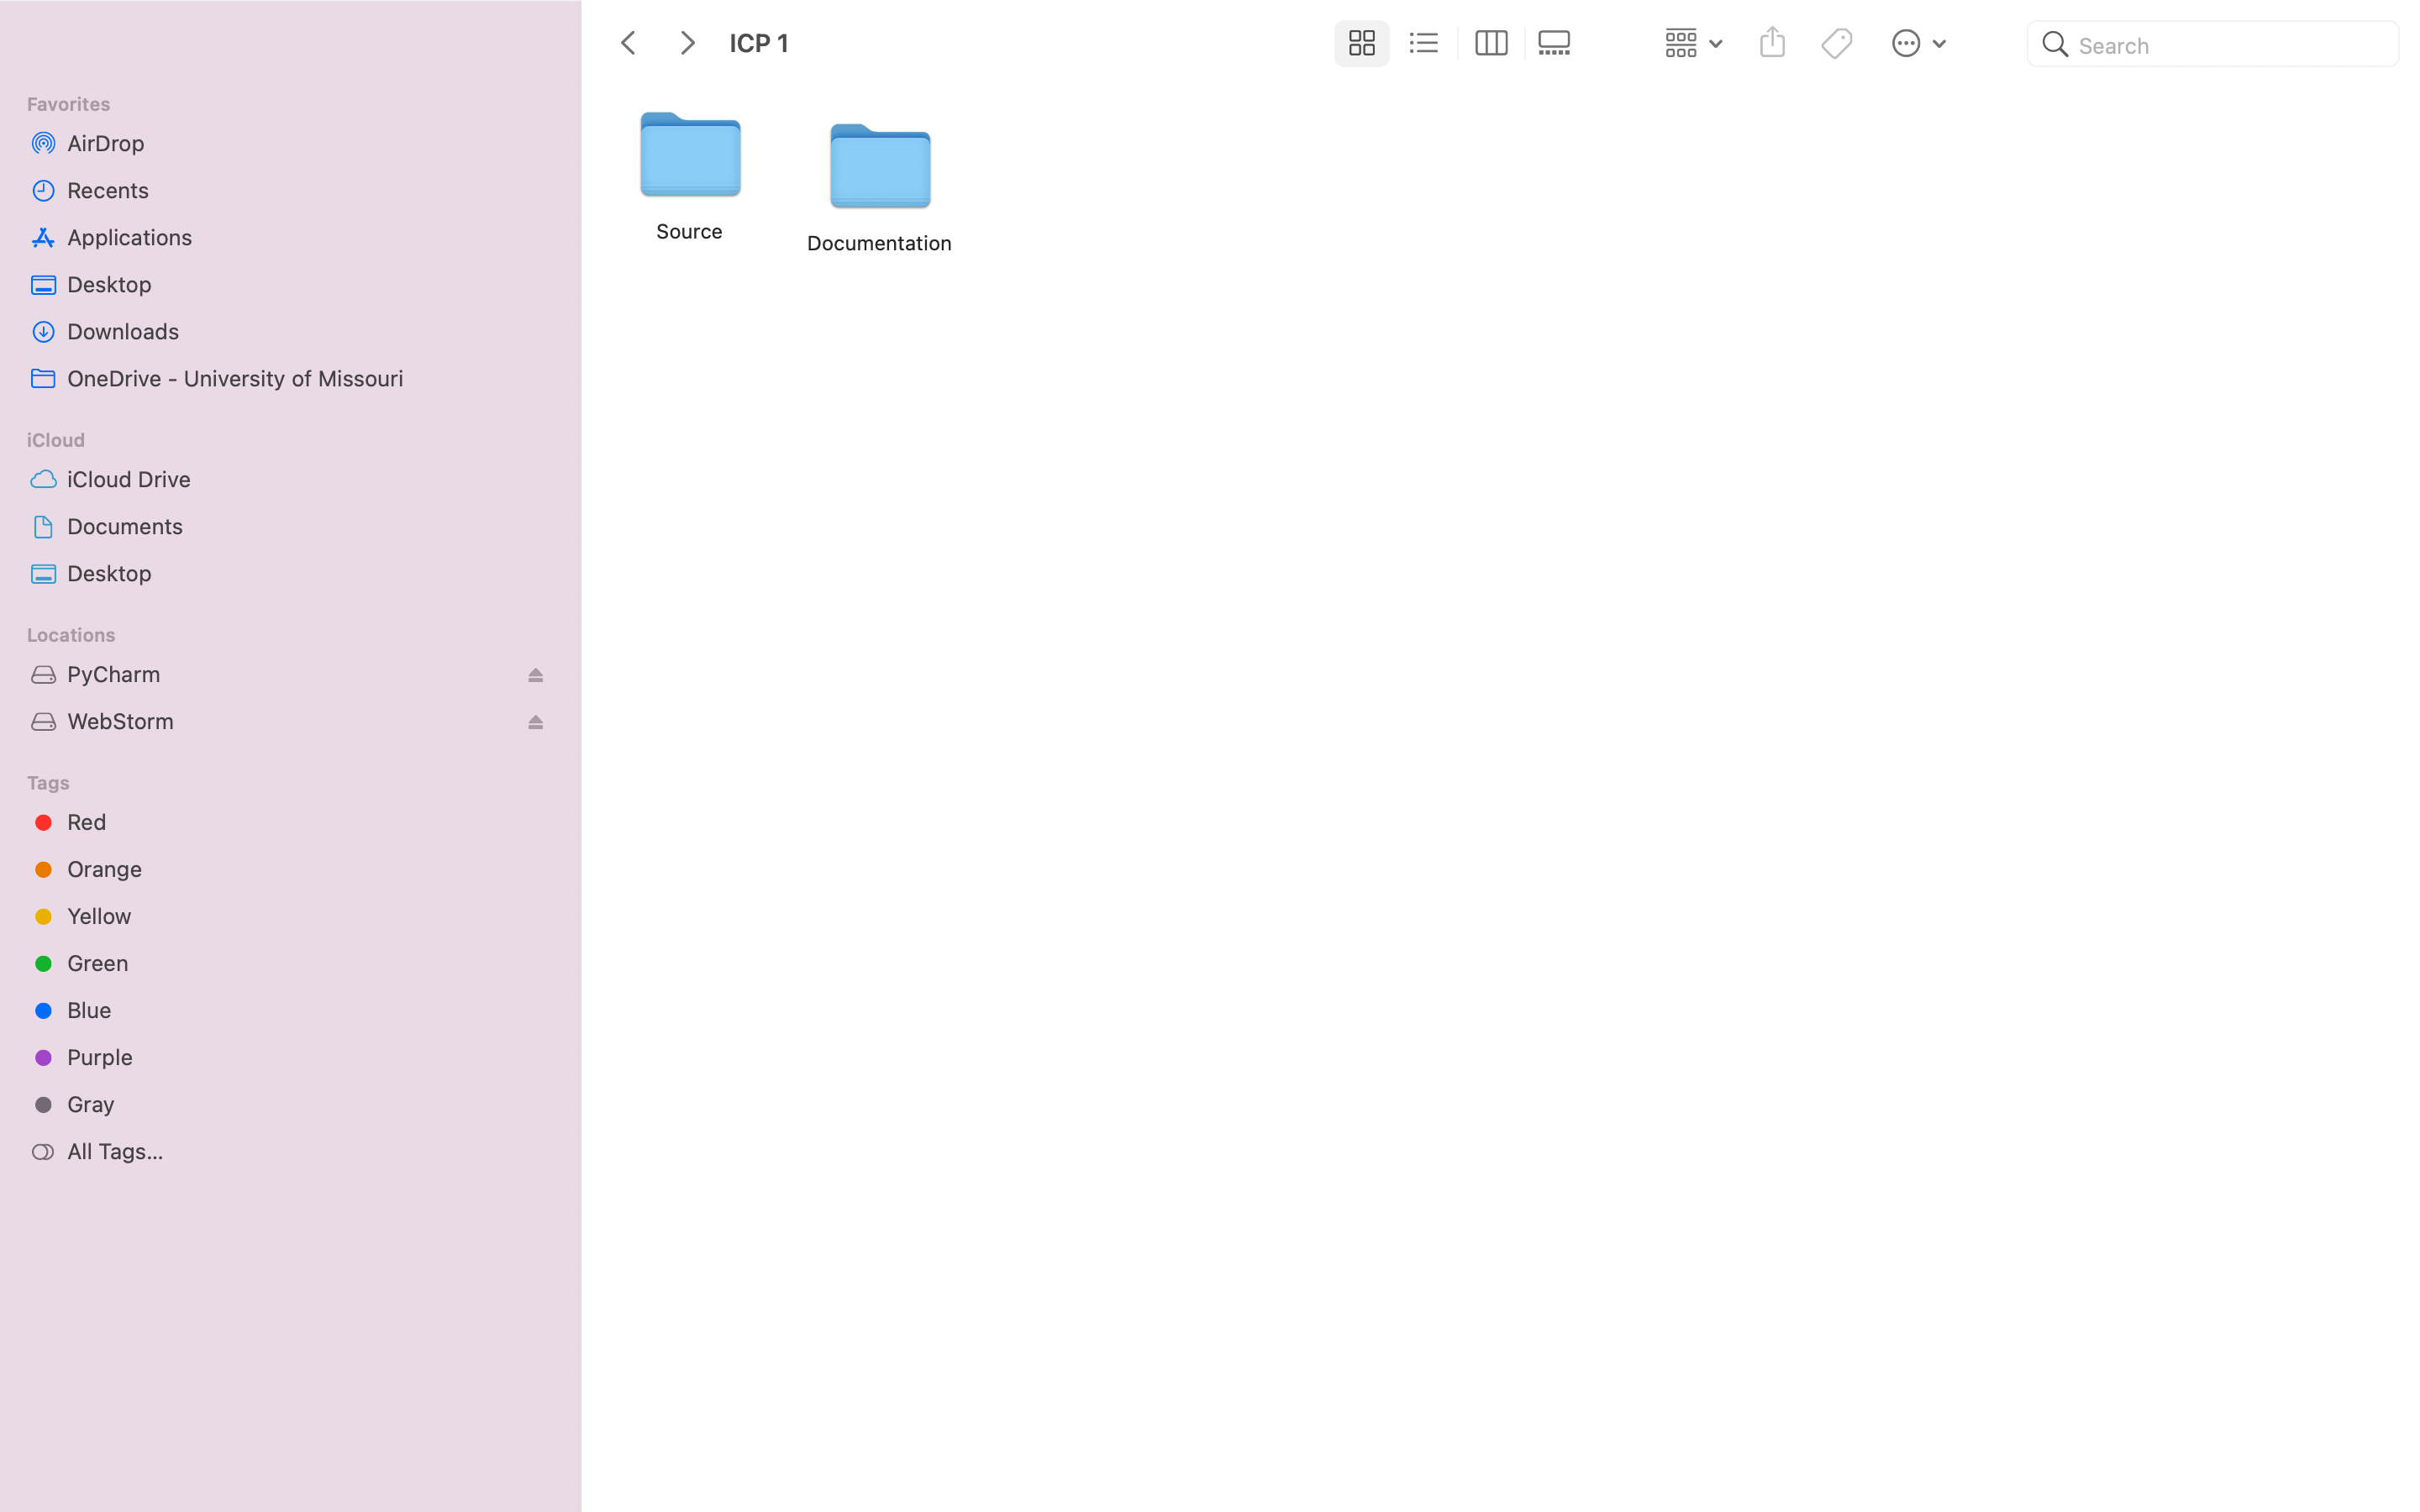 ICP 1
Search
Favorites
AirDrop
Recents
Applications
Desktop
Downloads
OneDrive - University of Missouri
iCloud
iCloud Drive
Documents
Desktop
Locations
PyCharm
WebStorm
Tags
Red
Orange
Yellow
Green
Blue
Purple
Gray
All Tags...
Source
Documentation